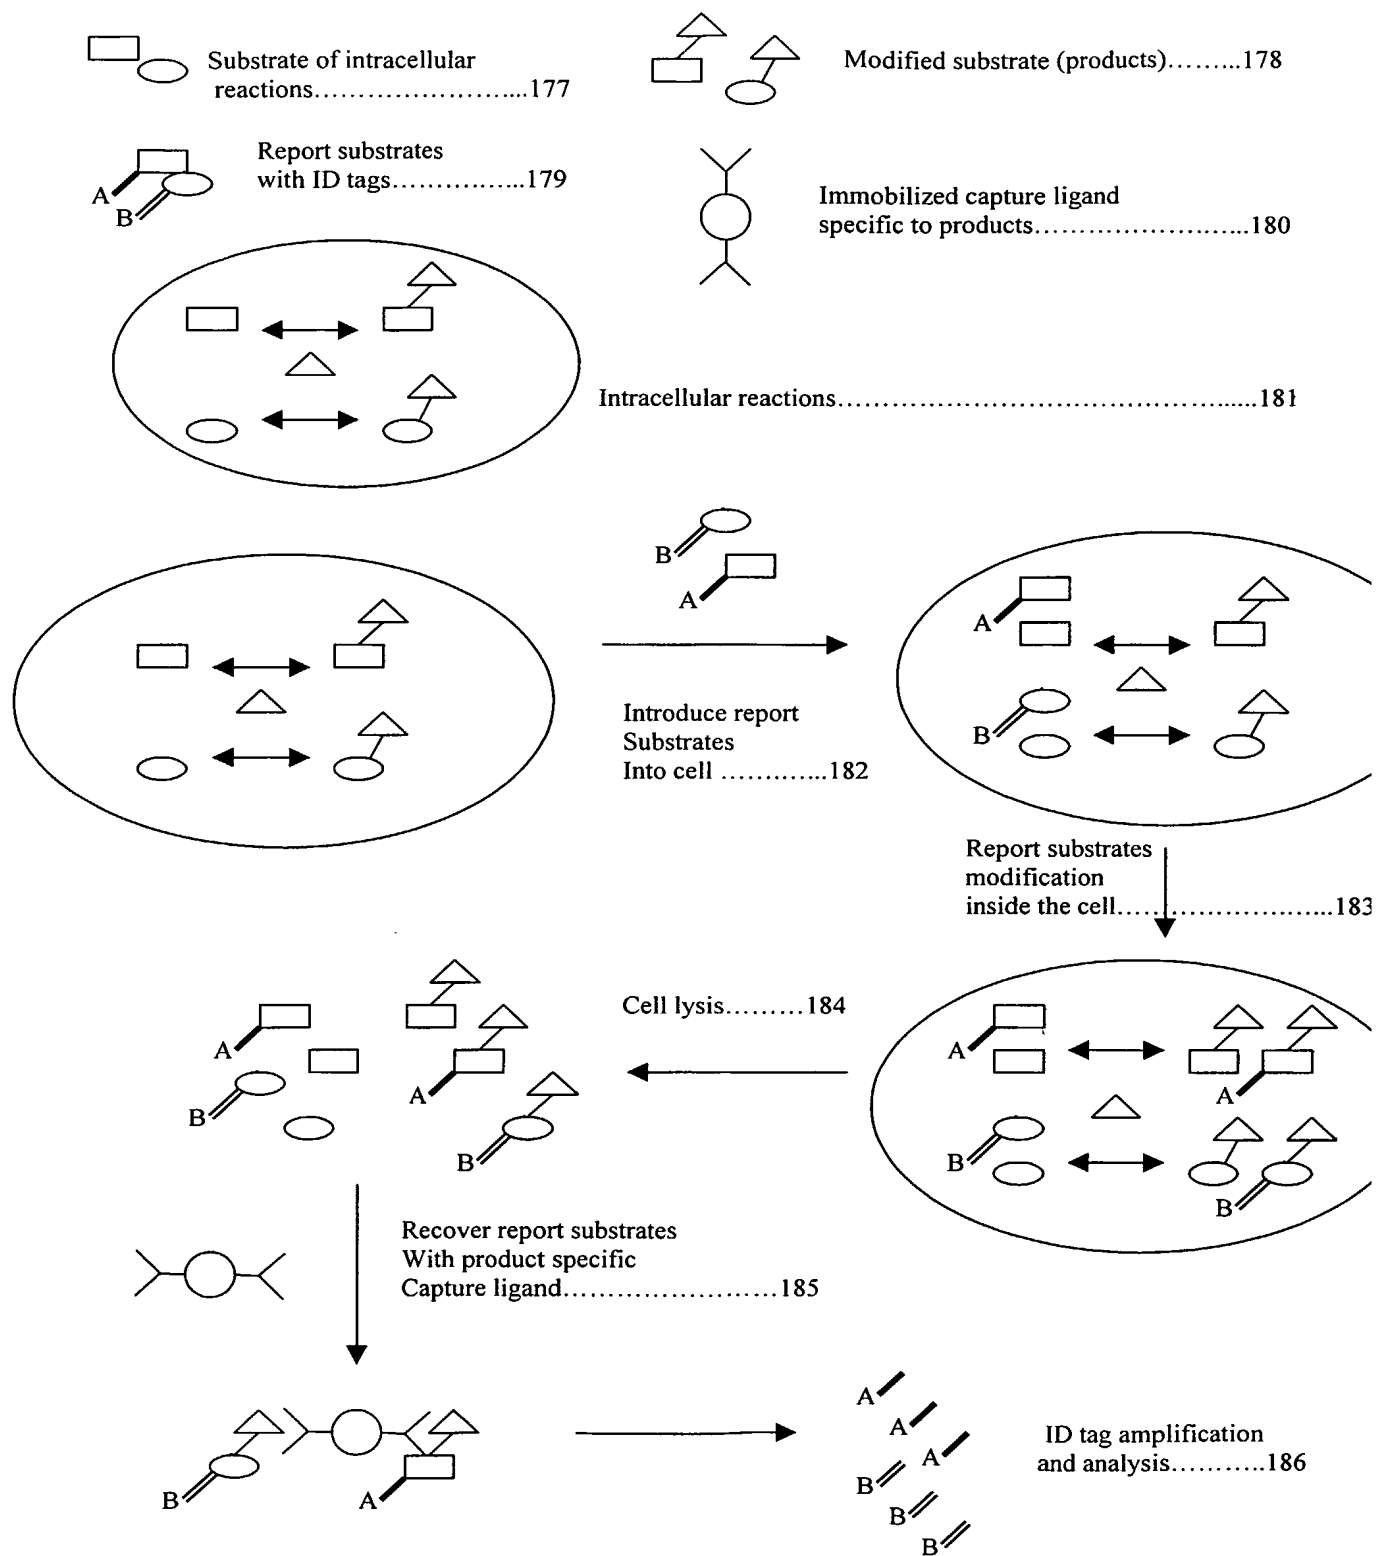 Substrate of intracellular
reactions…………………….....177
Modified substrate (products)………178
Report substrates
with ID tags……………...179
A
B
Immobilized capture ligand
specific to products……………………...180
Intracellular reactions…………………………………………......181
B
A
Introduce report
Substrates
Into cell …………..182
A
B
Report substrates
modification
inside the cell……………………...183
Cell lysis………184
A
B
A
B
A
A
B
B
Recover report substrates
With product specific
Capture ligand……………………185
B
A
A
A
A
B
B
B
ID tag amplification
and analysis………..186